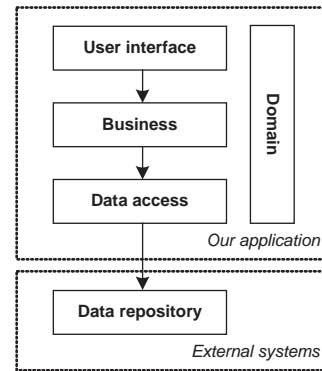 User interface
Business
Data access
Domain
Our application
Data repository
External systems